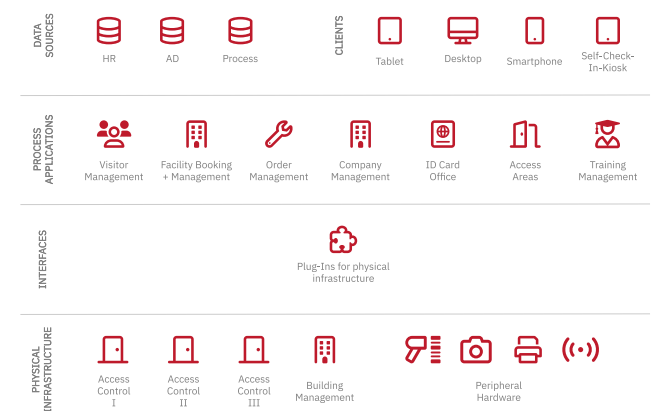 DATA
SOURCES
HR
AD
Process
CLIENTS
Tablet
Desktop
Smartphone
Self-Check-
In-Kiosk
PROCESS
APPLICATIONS
Visitor
Management
Facility Booking
+ Management
Order
Management
Company
Management
ID Card
Office
Access
Areas
Training
Management
INTERFACES
Plug-Ins for physical
infrastructure
PHYSICAL
INFRASTRUCTURE
Access
Control
I
Access
Control
II
Access
Control
III
Building
Management
Peripheral
Hardware